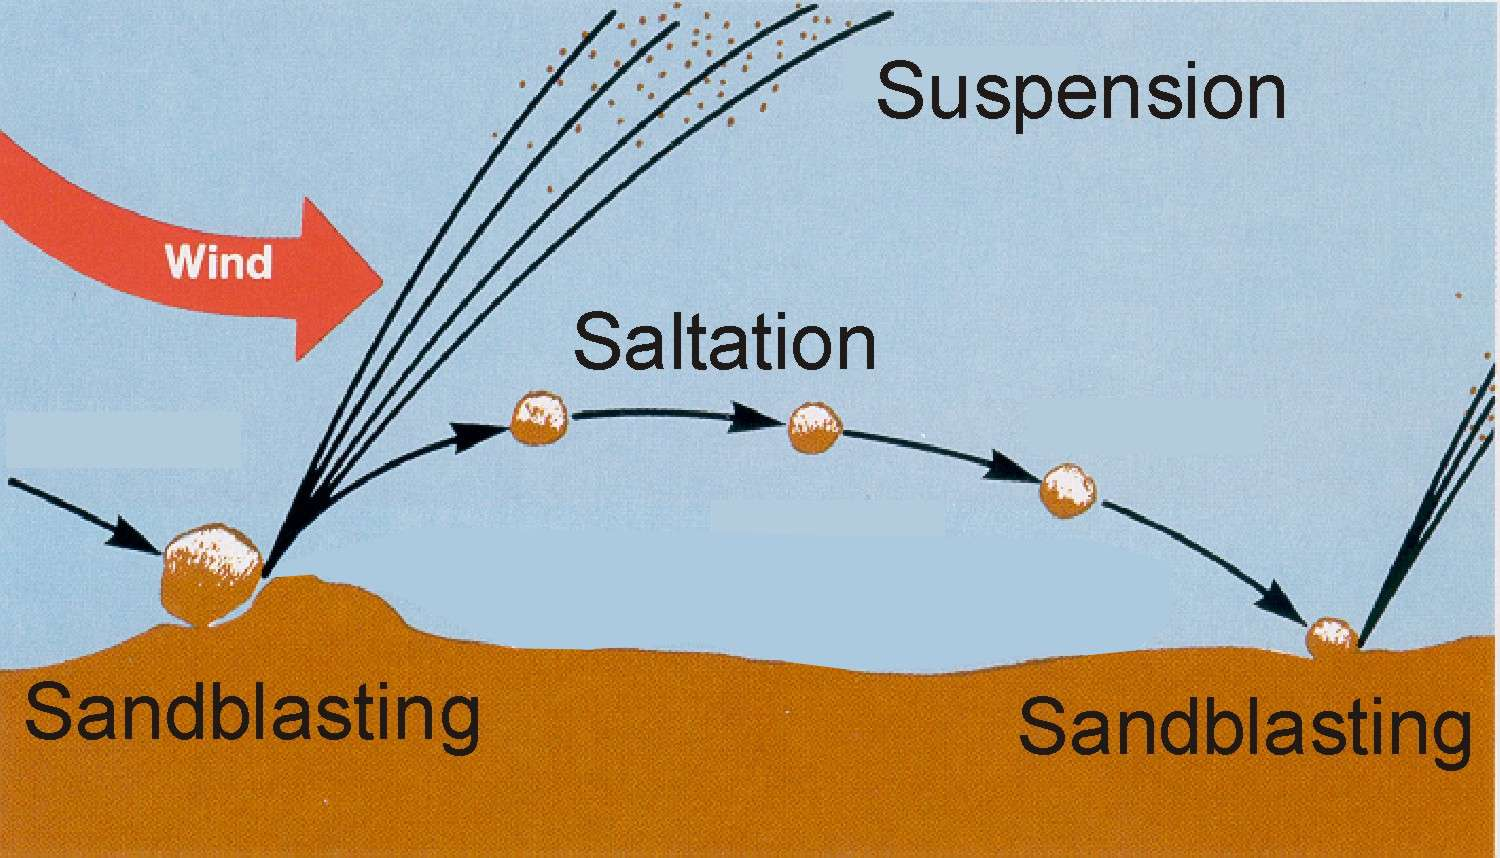 Suspension
Wind
Saltation
Sandblasting
Sandblasting